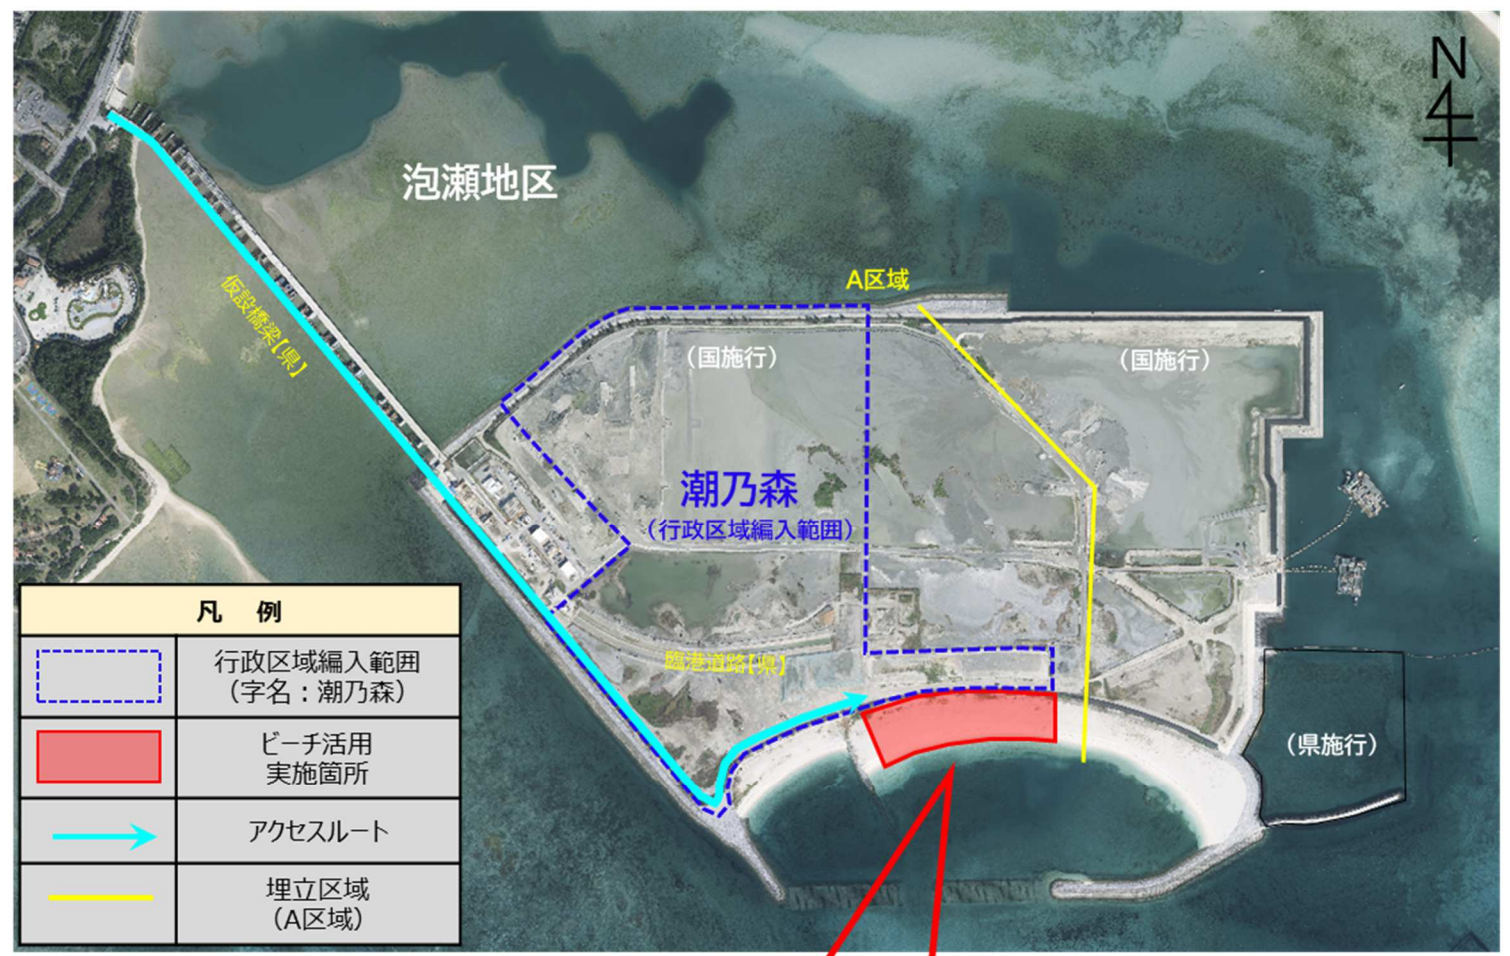 N
泡瀬地区
A区域
仮設橋梁【県】
（国施行）
（国施行）
潮乃森
（行政区域編入範囲）
臨港道路【県】
（県施行）
凡 例
行政区域編入範囲
（字名：潮乃森）
ビーチ活用
実施箇所
アクセスルート
埋立区域
（A区域）